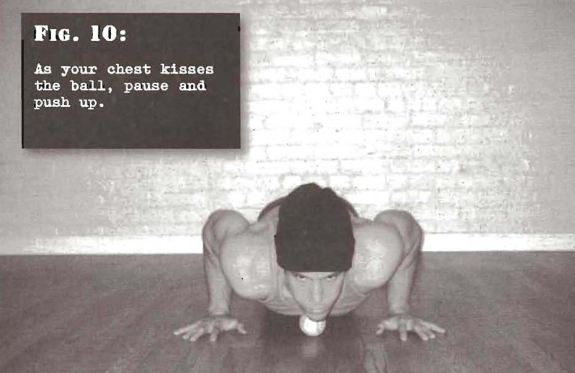 Fig. 10:
As your chest kisses
the ball, pause and
push up.